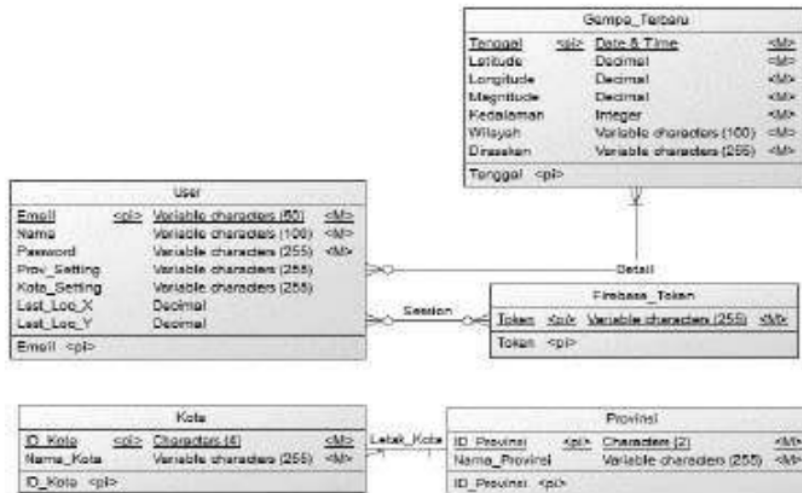 Gempa_Terbaru
Tanggal <pi> Date & Time <M>
Latitude Decimal <M>
Longitude Decimal <M>
Magnitude Decimal <M>
Kedalaman Integer <M>
Wilayah Variable characters (100) <M>
Dirasakan Variable characters (255) <M>
Tanggal <pi>
User
Email <pi> Variable characters (50) <M>
Nama Variable characters (100) <M>
Password Variable characters (255) <M>
Prov_Setting Variable characters (255)
Kota_Setting Variable characters (255)
Last_Loc_X Decimal
Last_Loc_Y Decimal
Email <pi>
Detail
Session
Firebase_Token
Token <pi> Variable characters (255) <M>
Token <pi>
Kota
ID_Kota <pi> Characters (4) <M>
Nama_Kota Variable characters (255) <M>
ID_Kota <pi>
Letak_Kota
Provinsi
ID_Provinsi <pi> Characters (2) <M>
Nama_Provinsi Variable characters (255) <M>
ID_Provinsi <pi>